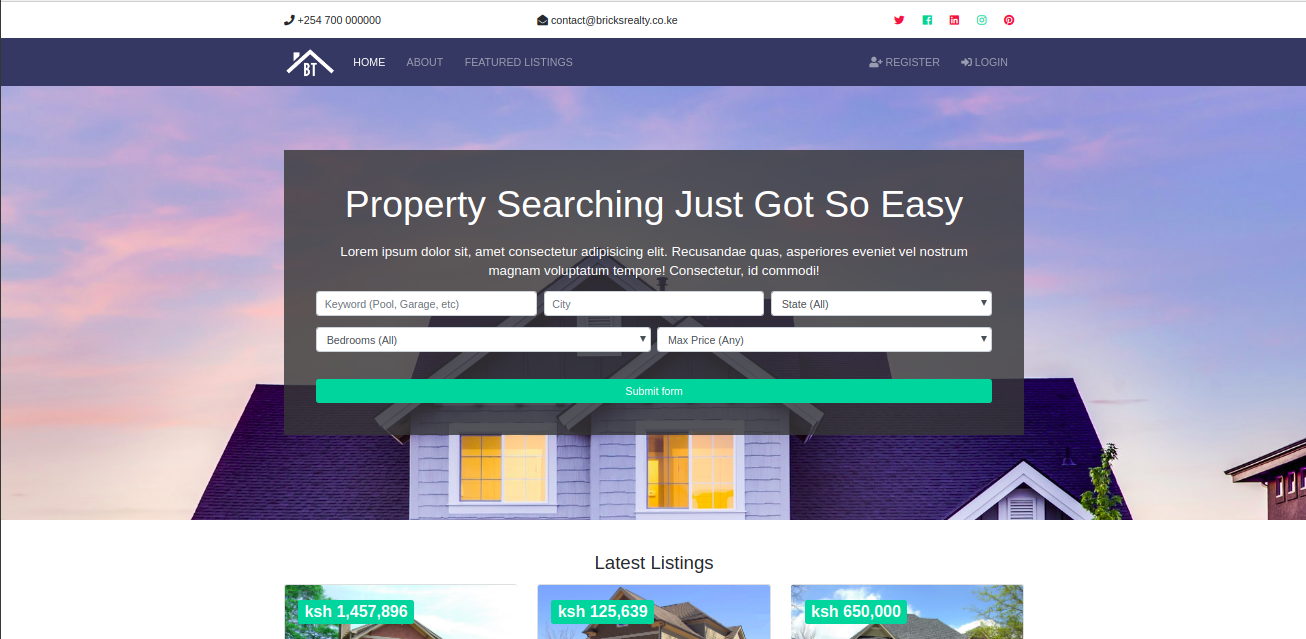 +254 700 000000
contact@bricksrealty.co.ke
BT
HOME
ABOUT
FEATURED LISTINGS
REGISTER
LOGIN
Property Searching Just Got So Easy
Lorem ipsum dolor sit, amet consectetur adipisicing elit. Recusandae quas, asperiores eveniet vel nostrum
magnam voluptatum tempore! Consectetur, id commodi!
Keyword (Pool, Garage, etc)
City
State (All)
Bedrooms (All)
Max Price (Any)
Submit form
Latest Listings
ksh 1,457,896
ksh 125,639
ksh 650,000